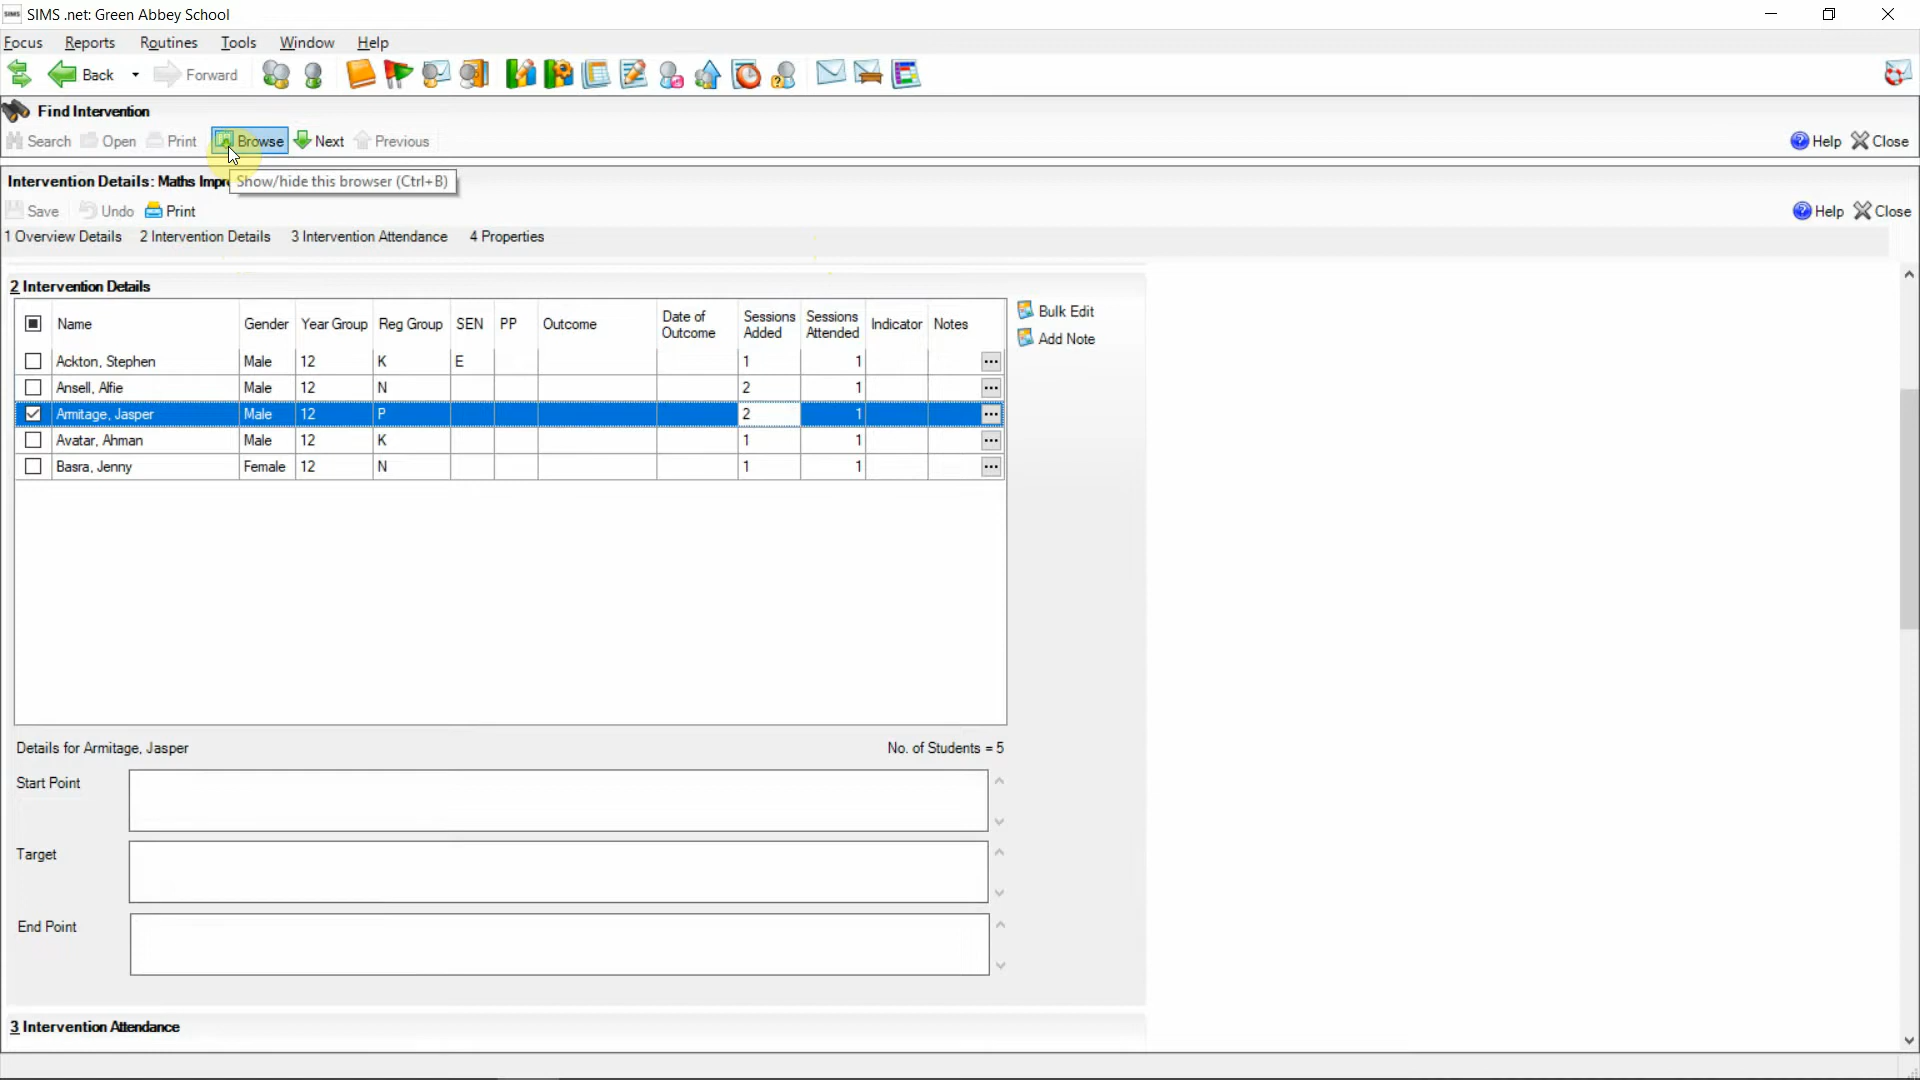 SIMS .net: Green Abbey School
Focus Reports Routines Tools Window Help
Back Forward
Find Intervention
Search Open Print Browse Next Previous Help Close
Intervention Details: Maths Impr
Show/hide this browser (Ctrl+B)
Save Undo Print Help Close
1 Overview Details 2 Intervention Details 3 Intervention Attendance 4 Properties
2 Intervention Details
Name Gender Year Group Reg Group SEN PP Outcome Date of Outcome Sessions Added Sessions Attended Indicator Notes
Ackton, Stephen Male 12 K E 1 1 ...
Ansell, Alfie Male 12 N 2 1 ...
Armitage, Jasper Male 12 P 2 1 ...
Avatar, Ahman Male 12 K 1 1 ...
Basra, Jenny Female 12 N 1 1 ...
Bulk Edit
Add Note
Details for Armitage, Jasper No. of Students = 5
Start Point
Target
End Point
3 Intervention Attendance